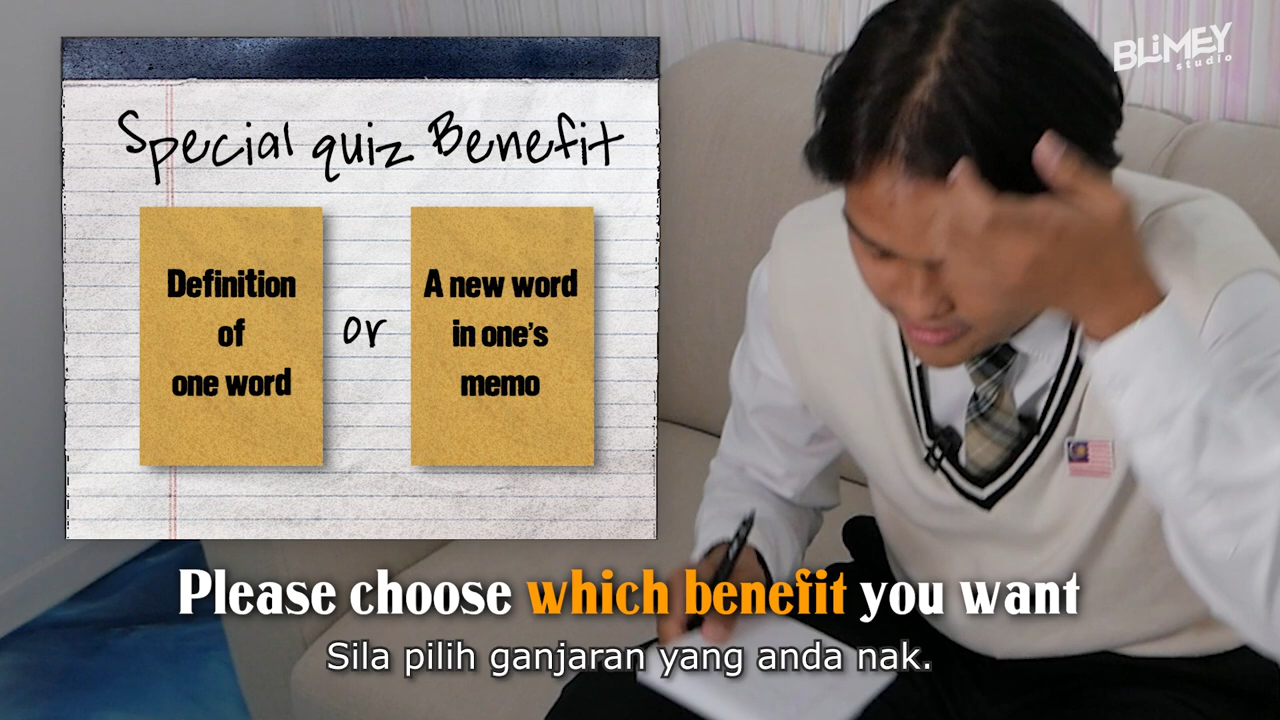 BLiMEY
studio
Special quiz Benefit
Definition
of
one word
or
A new word
in one's
memo
Please choose which benefit you want
Sila pilih ganjaran yang anda nak.